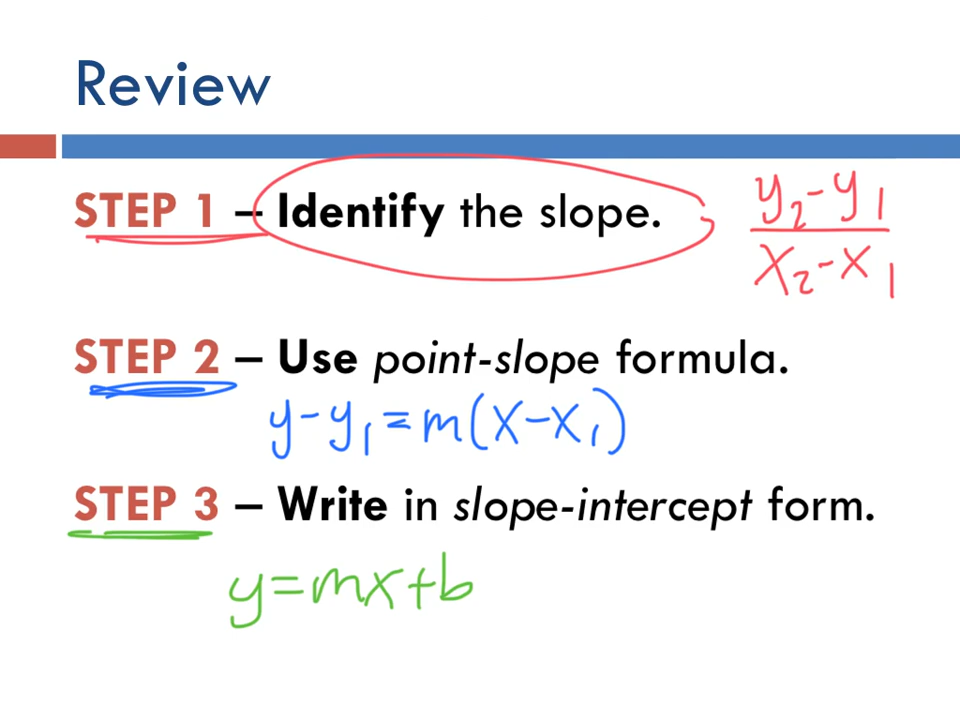 Review
STEP 1 – Identify the slope.
y₂-y₁
x₂-x₁
STEP 2 – Use point-slope formula.
y-y₁=m(x-x₁)
STEP 3 – Write in slope-intercept form.
y=mx+b